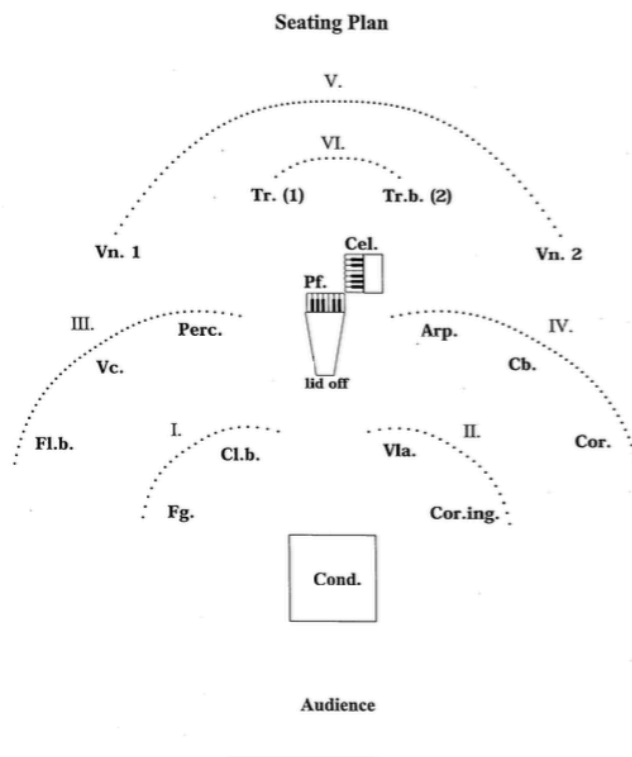 Seating Plan
V.
VI.
Tr. (1) Tr.b. (2)
Vn. 1 Cel. Vn. 2
Pf.
III. Perc. Arp. IV.
Vc. Cb.
lid off
Fl.b. I. Cl.b. Vla. II. Cor.
Fg. Cor.ing.
Cond.
Audience